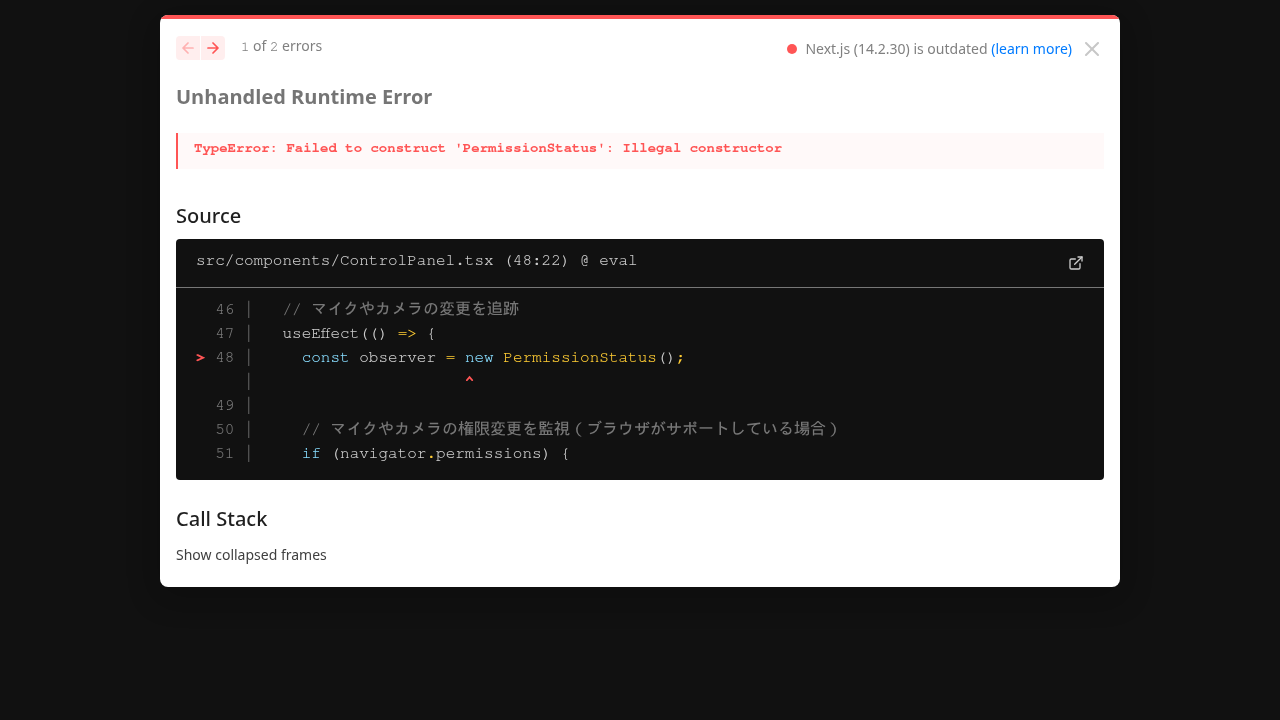 1 of 2 errors
Next.js (14.2.30) is outdated (learn more)
Unhandled Runtime Error
TypeError: Failed to construct 'PermissionStatus': Illegal constructor
Source
src/components/ControlPanel.tsx (48:22) @ eval
46 | // マイクやカメラの変更を追跡
47 | useEffect(() => {
> 48 | const observer = new PermissionStatus();
| ^
49 |
50 | // マイクやカメラの権限変更を監視（ブラウザがサポートしている場合）
51 | if (navigator.permissions) {
Call Stack
Show collapsed frames